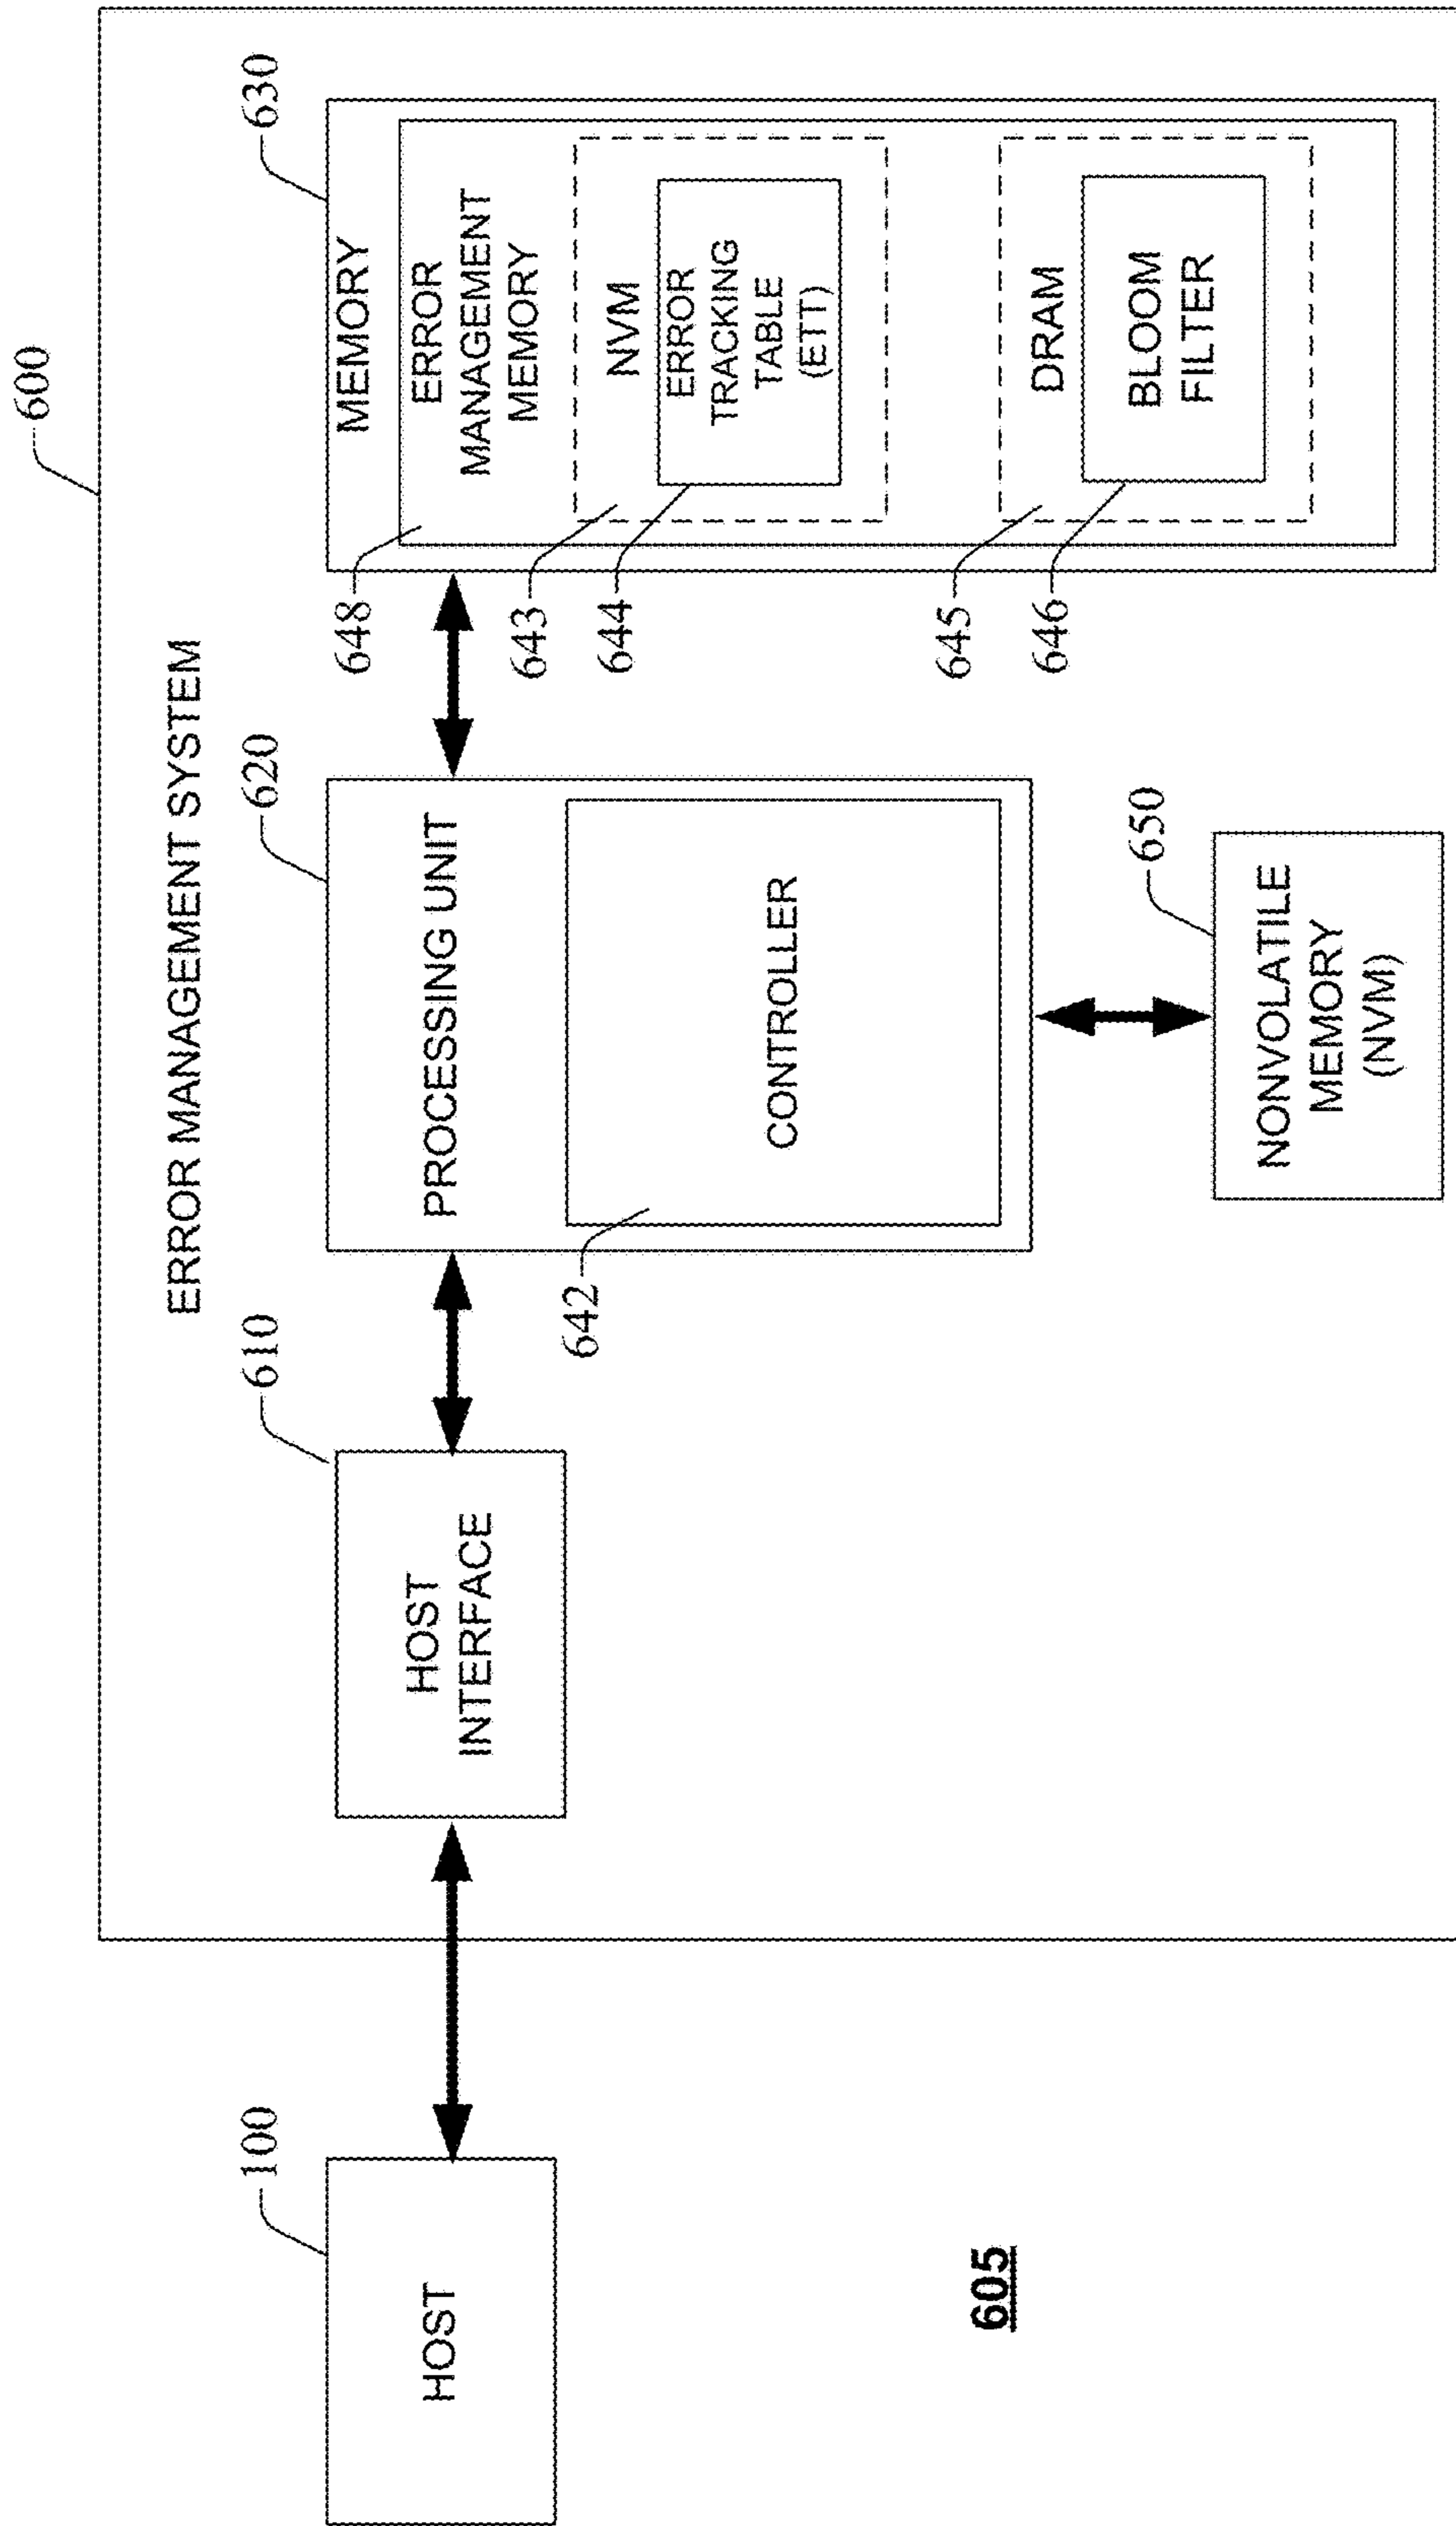 600
ERROR MANAGEMENT SYSTEM
100
HOST
610
HOST
INTERFACE
620
PROCESSING UNIT
642
CONTROLLER
650
NONVOLATILE
MEMORY
(NVM)
630
MEMORY
648
ERROR
MANAGEMENT
MEMORY
643
NVM
644
ERROR
TRACKING
TABLE
(ETT)
645
DRAM
646
BLOOM
FILTER
605